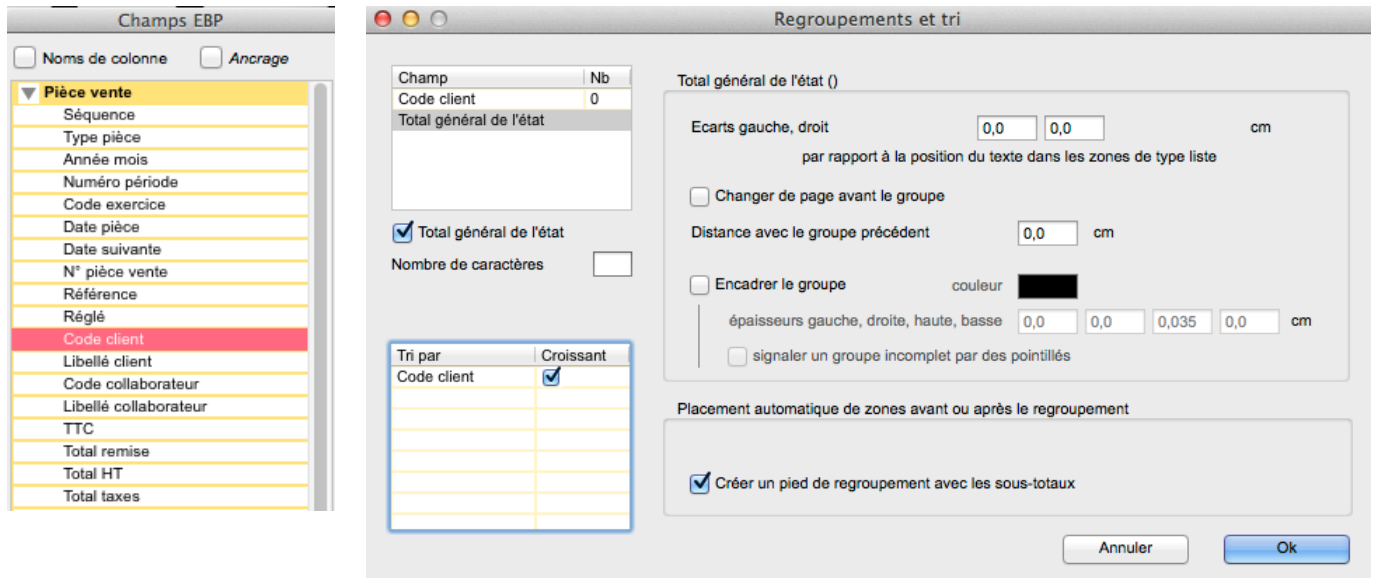 Champs EBP
Noms de colonne Ancrage
Pièce vente
Séquence
Type pièce
Année mois
Numéro période
Code exercice
Date pièce
Date suivante
N° pièce vente
Référence
Réglé
Code client
Libellé client
Code collaborateur
Libellé collaborateur
TTC
Total remise
Total HT
Total taxes
Regroupements et tri
Champ Nb
Code client 0
Total général de l'état
Total général de l'état
Nombre de caractères
Tri par Croissant
Code client
Total général de l'état ()
Ecarts gauche, droit 0,0 0,0 cm
par rapport à la position du texte dans les zones de type liste
Changer de page avant le groupe
Distance avec le groupe précédent 0,0 cm
Encadrer le groupe couleur
épaisseurs gauche, droite, haute, basse 0,0 0,0 0,035 0,0 cm
signaler un groupe incomplet par des pointillés
Placement automatique de zones avant ou après le regroupement
Créer un pied de regroupement avec les sous-totaux
Annuler Ok